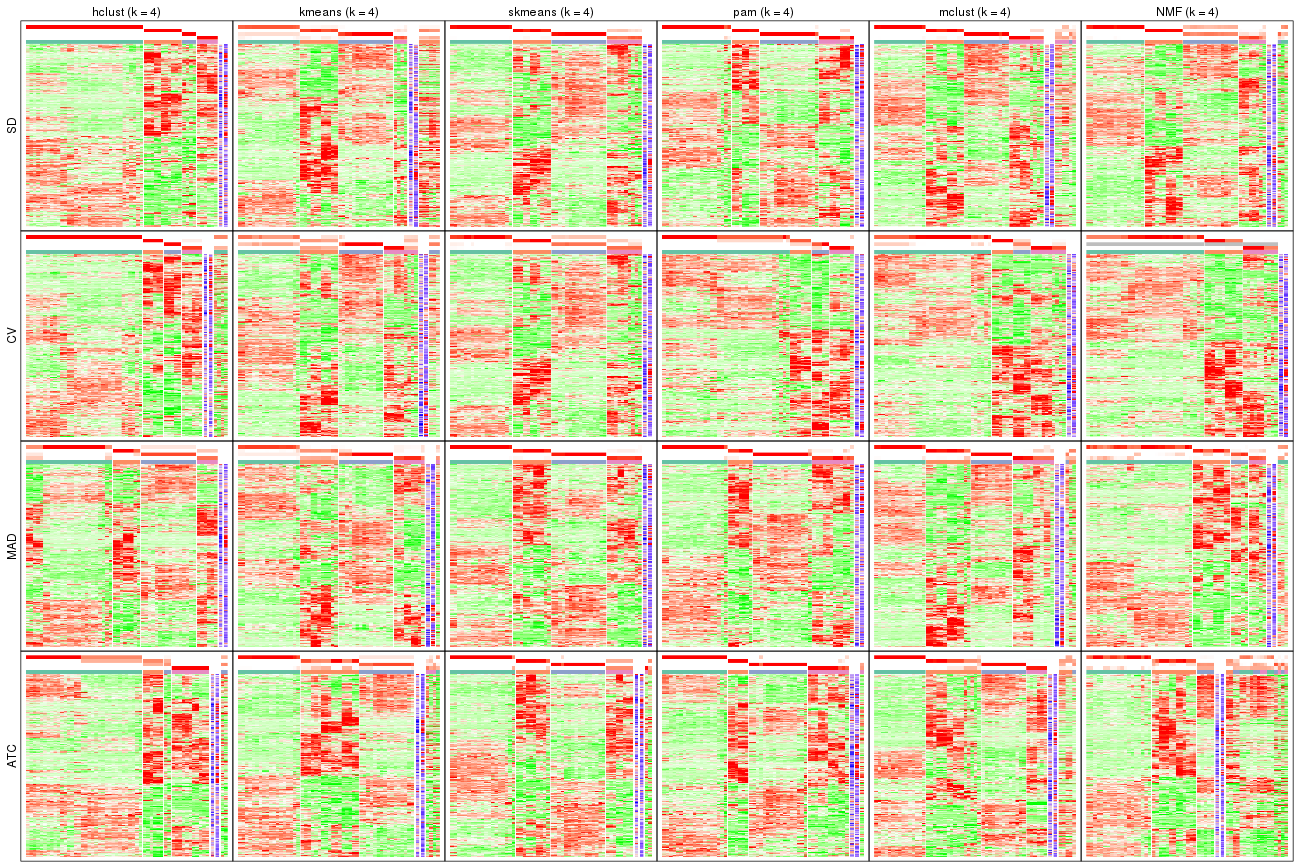 hclust (k = 4)
kmeans (k = 4)
skmeans (k = 4)
pam (k = 4)
mclust (k = 4)
NMF (k = 4)
SD
CV
MAD
ATC